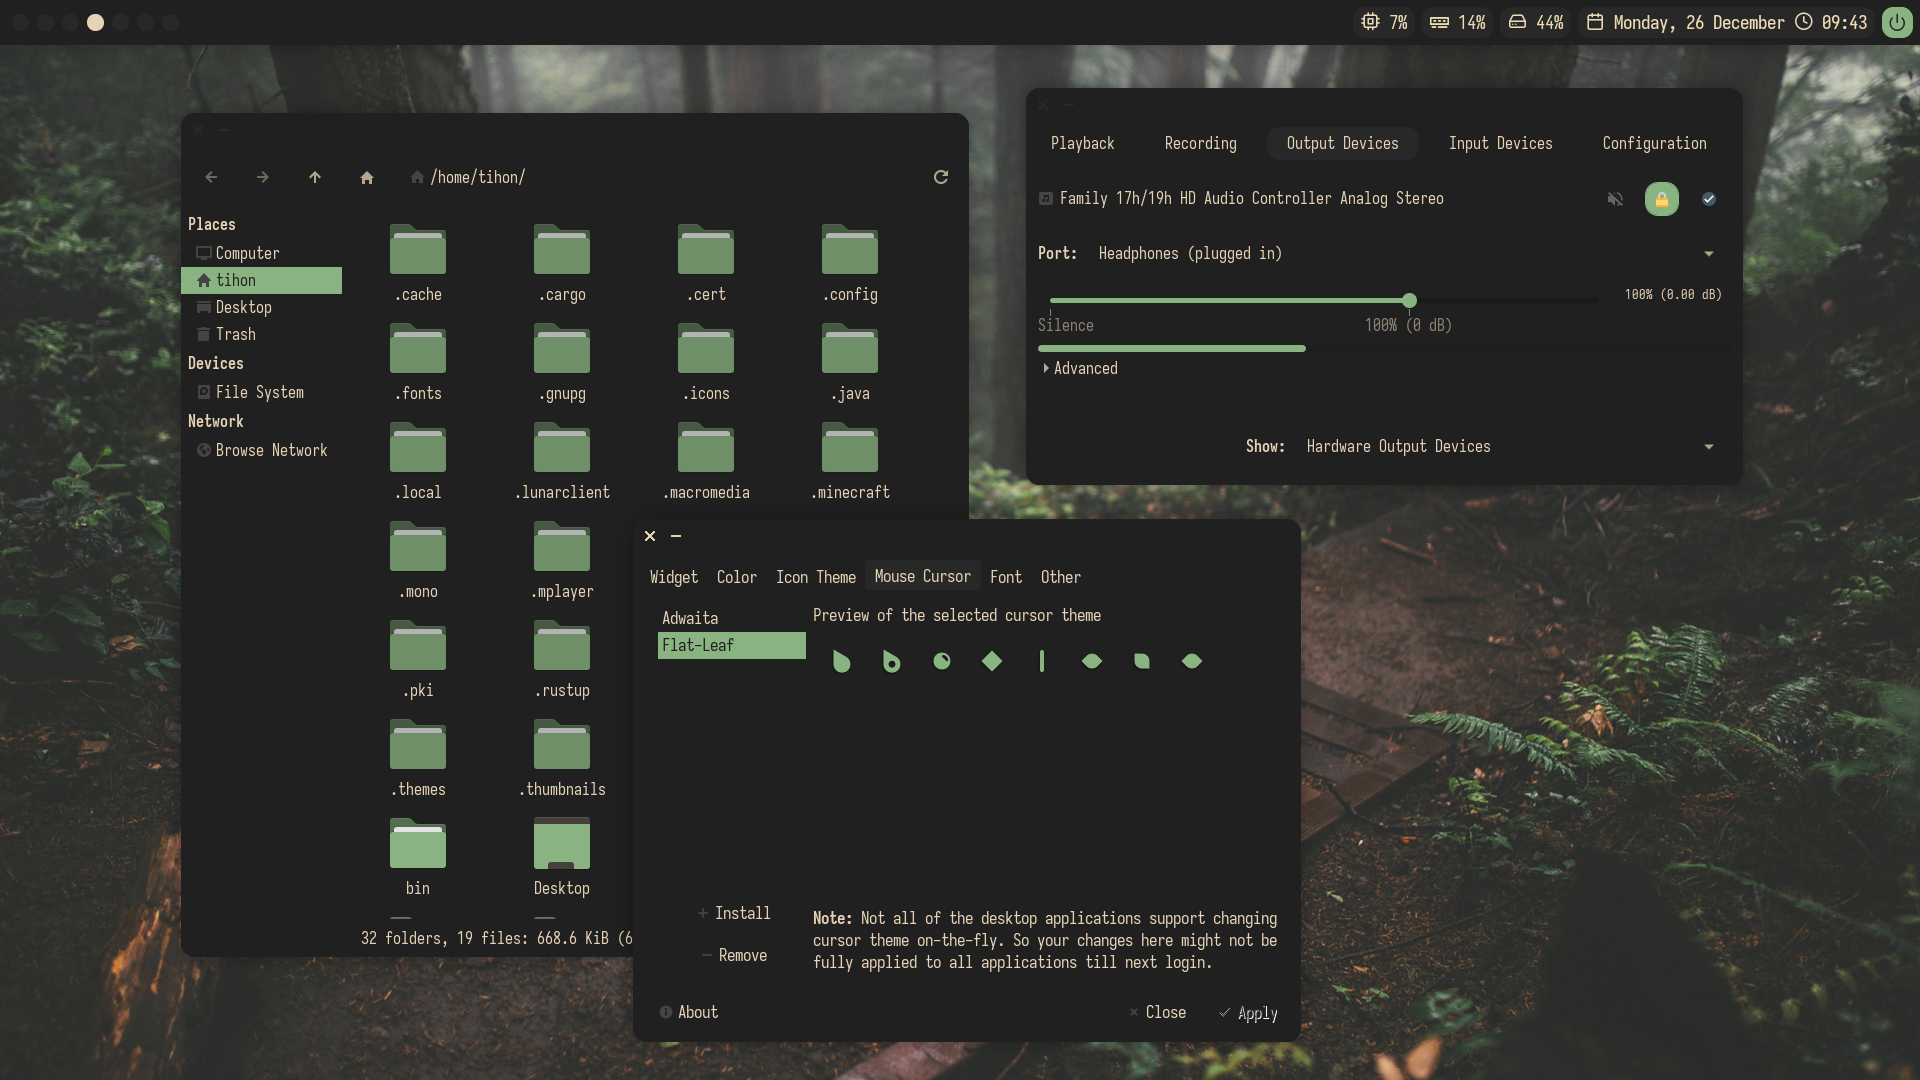 7%
14%
44%
Monday, 26 December
09:43
/home/tihon/
Places
Computer
tihon
Desktop
Trash
Devices
File System
Network
Browse Network
.cache
.cargo
.cert
.config
.fonts
.gnupg
.icons
.java
.local
.lunarclient
.macromedia
.minecraft
.mono
.mplayer
.pki
.rustup
.themes
.thumbnails
bin
Desktop
32 folders, 19 files: 668.6 KiB (6
Playback
Recording
Output Devices
Input Devices
Configuration
Family 17h/19h HD Audio Controller Analog Stereo
Port: Headphones (plugged in)
100% (0.00 dB)
Silence
100% (0 dB)
Advanced
Show: Hardware Output Devices
Widget
Color
Icon Theme
Mouse Cursor
Font
Other
Adwaita
Flat-Leaf
Preview of the selected cursor theme
Install
Remove
Note: Not all of the desktop applications support changing
cursor theme on-the-fly. So your changes here might not be
fully applied to all applications till next login.
About
Close
Apply